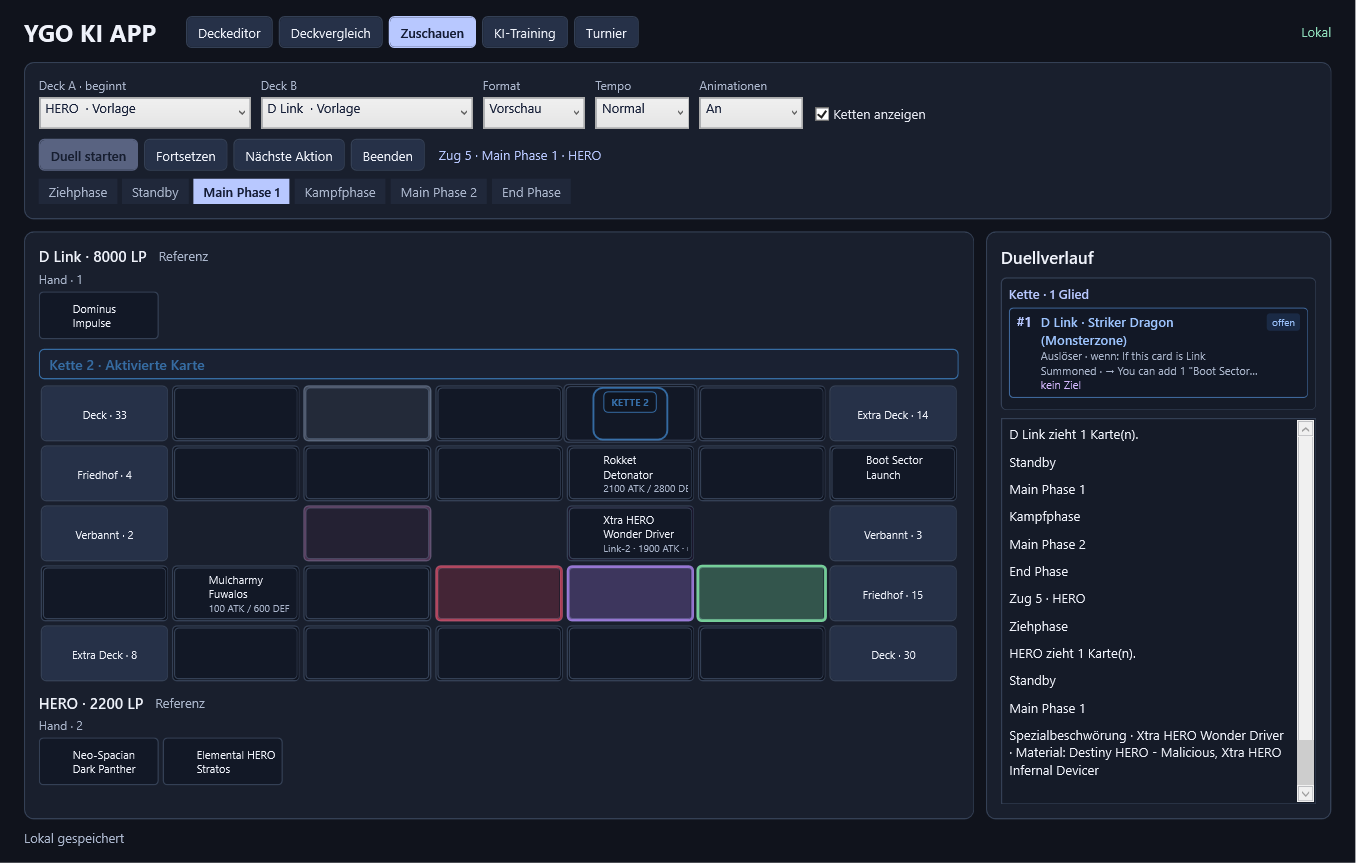 YGO KI APP
Deckeditor
Deckvergleich
Zuschauen
KI-Training
Turnier
Lokal
Deck A · beginnt
Deck B
Format
Tempo
Animationen
HERO · Vorlage
D Link · Vorlage
Vorschau
Normal
An
Ketten anzeigen
Duell starten
Fortsetzen
Nächste Aktion
Beenden
Zug 5 · Main Phase 1 · HERO
Ziehphase
Standby
Main Phase 1
Kampfphase
Main Phase 2
End Phase
D Link · 8000 LP
Referenz
Hand · 1
Dominus
Impulse
Kette 2 · Aktivierte Karte
Deck · 33
KETTE 2
Extra Deck · 14
Friedhof · 4
Rokket
Detonator
2100 ATK / 2800 DE
Boot Sector
Launch
Verbannt · 2
Xtra HERO
Wonder Driver
Link-2 · 1900 ATK ·
Verbannt · 3
Mulcharmy
Fuwalos
100 ATK / 600 DEF
Friedhof · 15
Extra Deck · 8
Deck · 30
HERO · 2200 LP
Referenz
Hand · 2
Neo-Spacian
Dark Panther
Elemental HERO
Stratos
Duellverlauf
Kette · 1 Glied
#1
D Link · Striker Dragon
(Monsterzone)
offen
Auslöser · wenn: If this card is Link
Summoned · → You can add 1 "Boot Sector...
kein Ziel
D Link zieht 1 Karte(n).
Standby
Main Phase 1
Kampfphase
Main Phase 2
End Phase
Zug 5 · HERO
Ziehphase
HERO zieht 1 Karte(n).
Standby
Main Phase 1
Spezialbeschwörung · Xtra HERO Wonder Driver
· Material: Destiny HERO - Malicious, Xtra HERO
Infernal Devicer
Lokal gespeichert